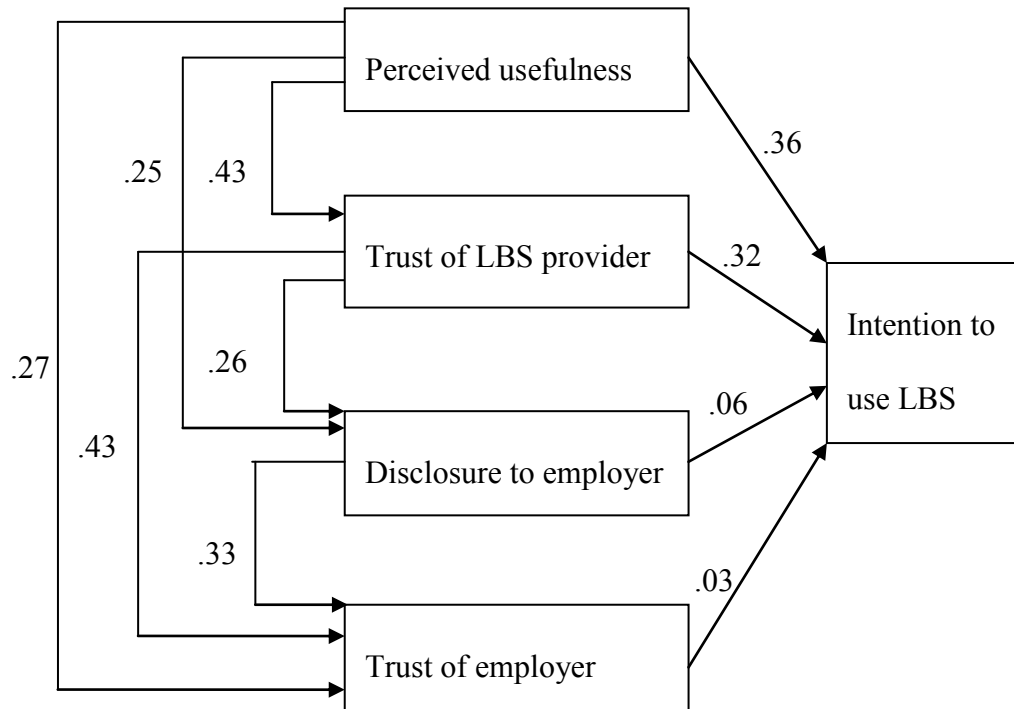 Perceived usefulness
.36
.25
.43
Trust of LBS provider
.32
Intention to
use LBS
.27
.26
.43
.06
Disclosure to employer
.33
.03
Trust of employer